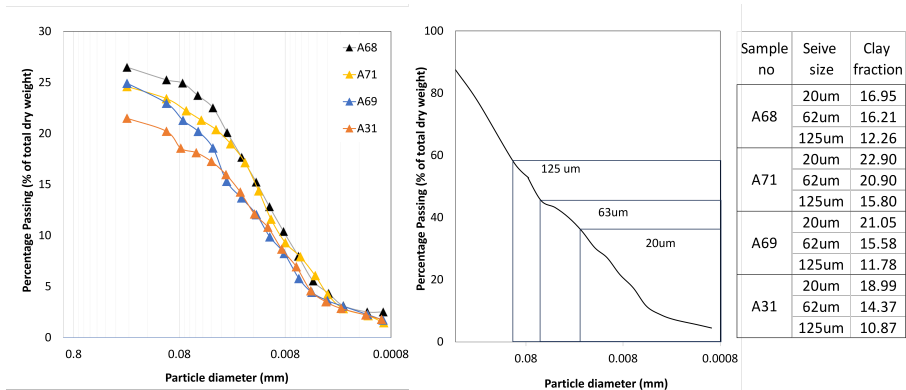 30
25
20
15
10
5
0
Percentage Passing (% of total dry weight)
A68
A71
A69
A31
0.8
0.08
0.008
0.0008
Particle diameter (mm)
100
80
60
40
20
0
Percentage Passing (% of total dry weight)
125 um
63um
20um
0.08
0.008
0.0008
Particle diameter (mm)
Sample no Seive size Clay fraction
A68 20um 16.95
62um 16.21
125um 12.26
A71 20um 22.90
62um 20.90
125um 15.80
A69 20um 21.05
62um 15.58
125um 11.78
A31 20um 18.99
62um 14.37
125um 10.87